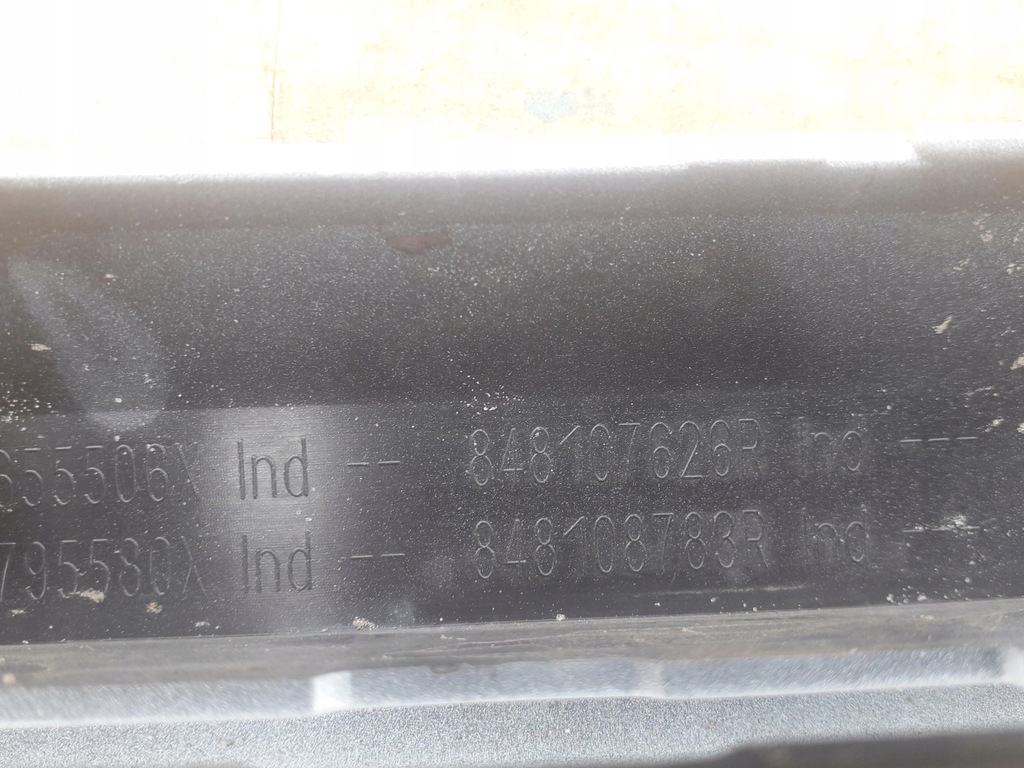 655506X Ind -- 848107626R Ind ---
795580X Ind -- 848108783R Ind ---